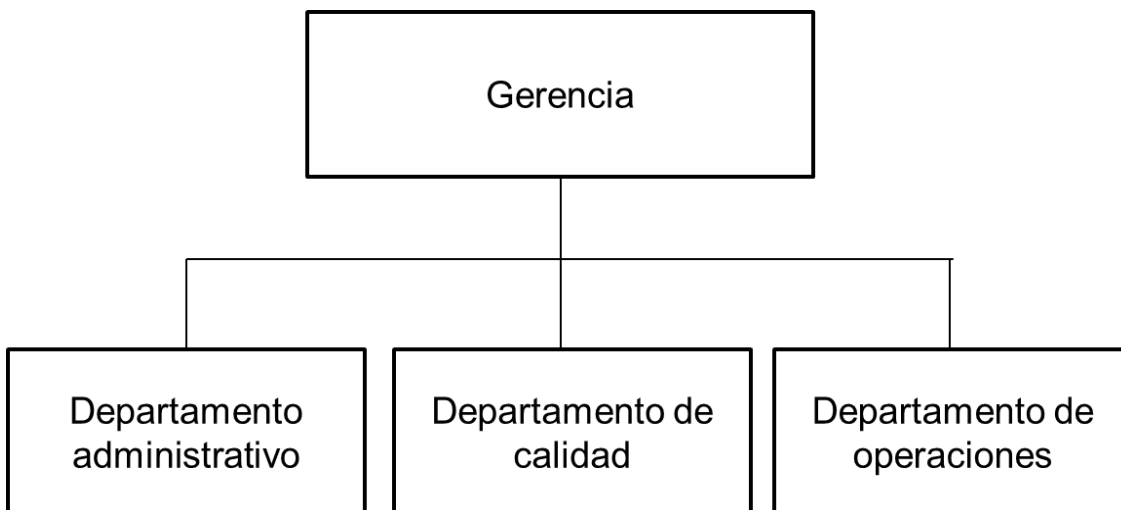 Gerencia
Departamento
administrativo
Departamento de
calidad
Departamento de
operaciones